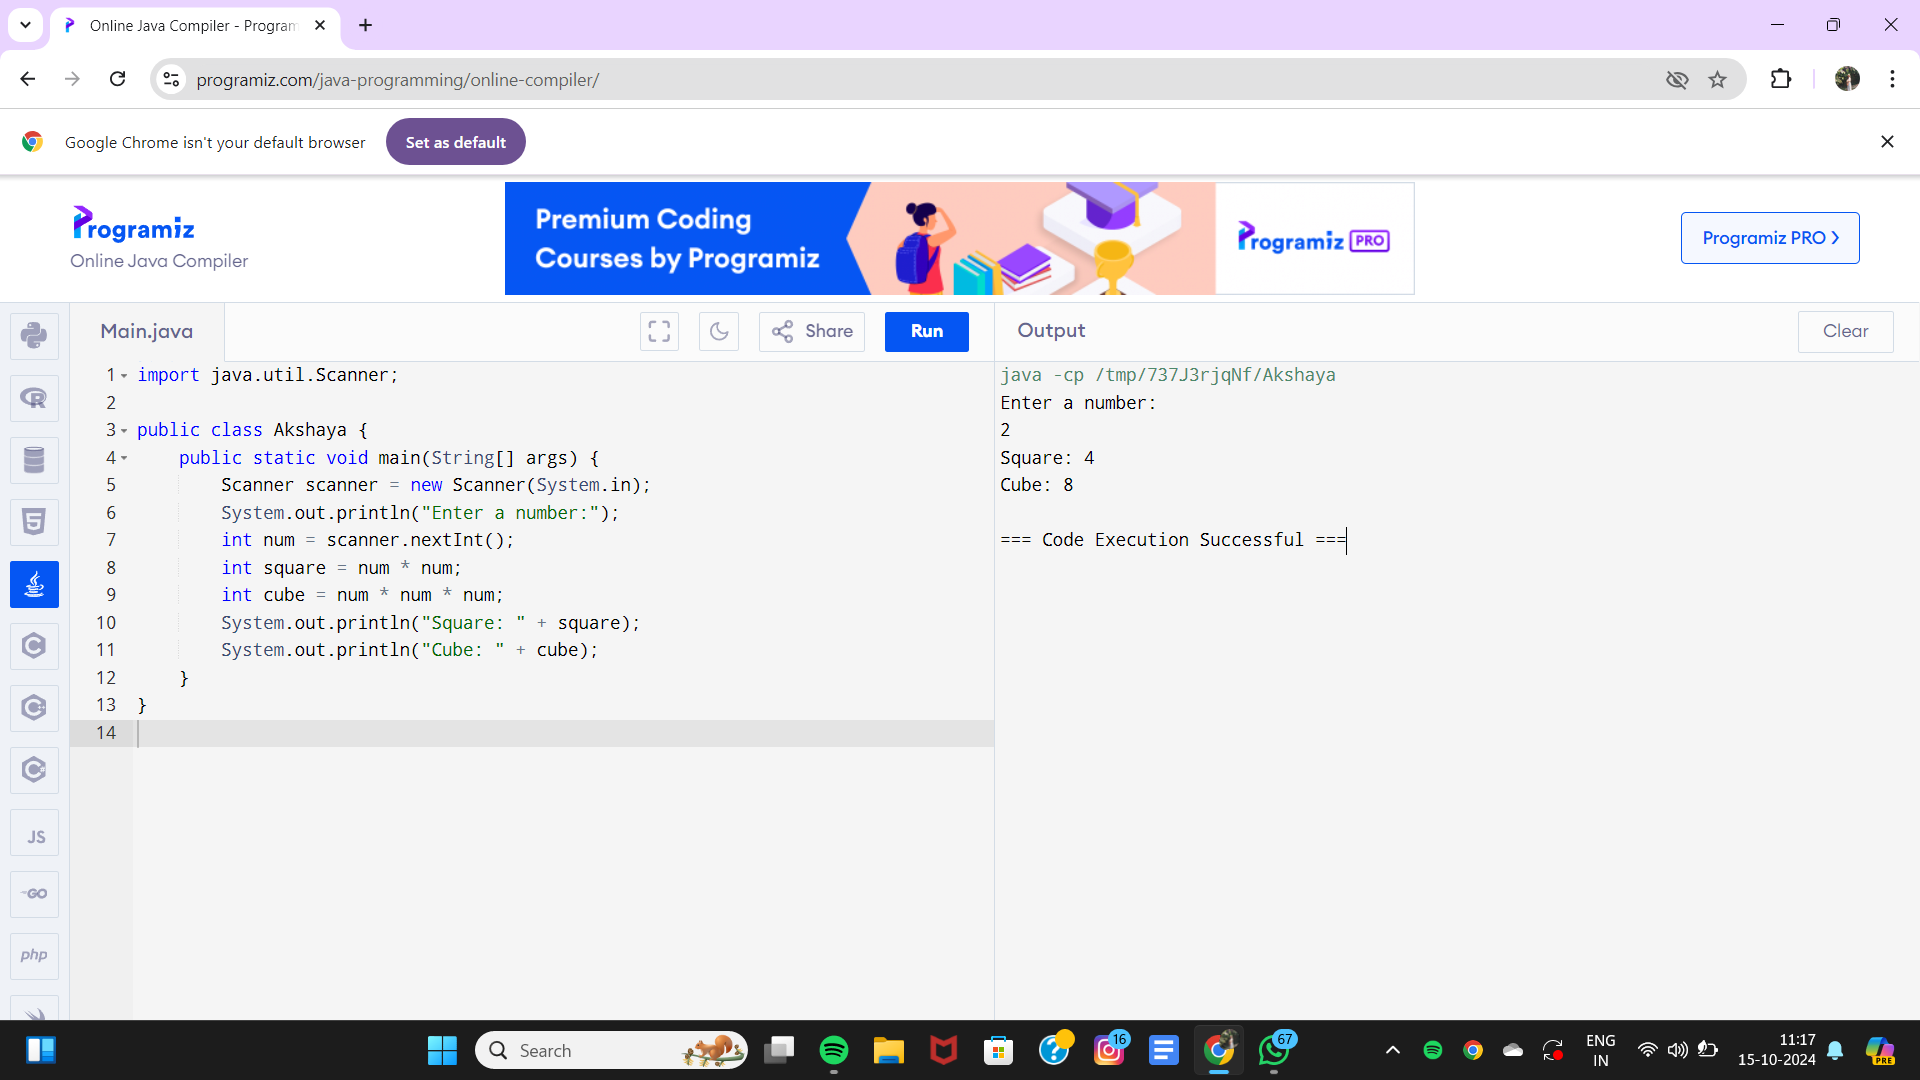 Online Java Compiler - Program
programiz.com/java-programming/online-compiler/
Google Chrome isn't your default browser
Set as default
Programiz
Online Java Compiler
Premium Coding
Courses by Programiz
Programiz PRO
Programiz PRO >
Main.java
Share
Run
Output
Clear
1 import java.util.Scanner;
2
3 public class Akshaya {
4 public static void main(String[] args) {
5 Scanner scanner = new Scanner(System.in);
6 System.out.println("Enter a number:");
7 int num = scanner.nextInt();
8 int square = num * num;
9 int cube = num * num * num;
10 System.out.println("Square: " + square);
11 System.out.println("Cube: " + cube);
12 }
13 }
14
java -cp /tmp/737J3rjqNf/Akshaya
Enter a number:
2
Square: 4
Cube: 8
=== Code Execution Successful ===
R
5
C
C
C
JS
GO
php
Search
16
67
ENG
IN
11:17
15-10-2024
PRE